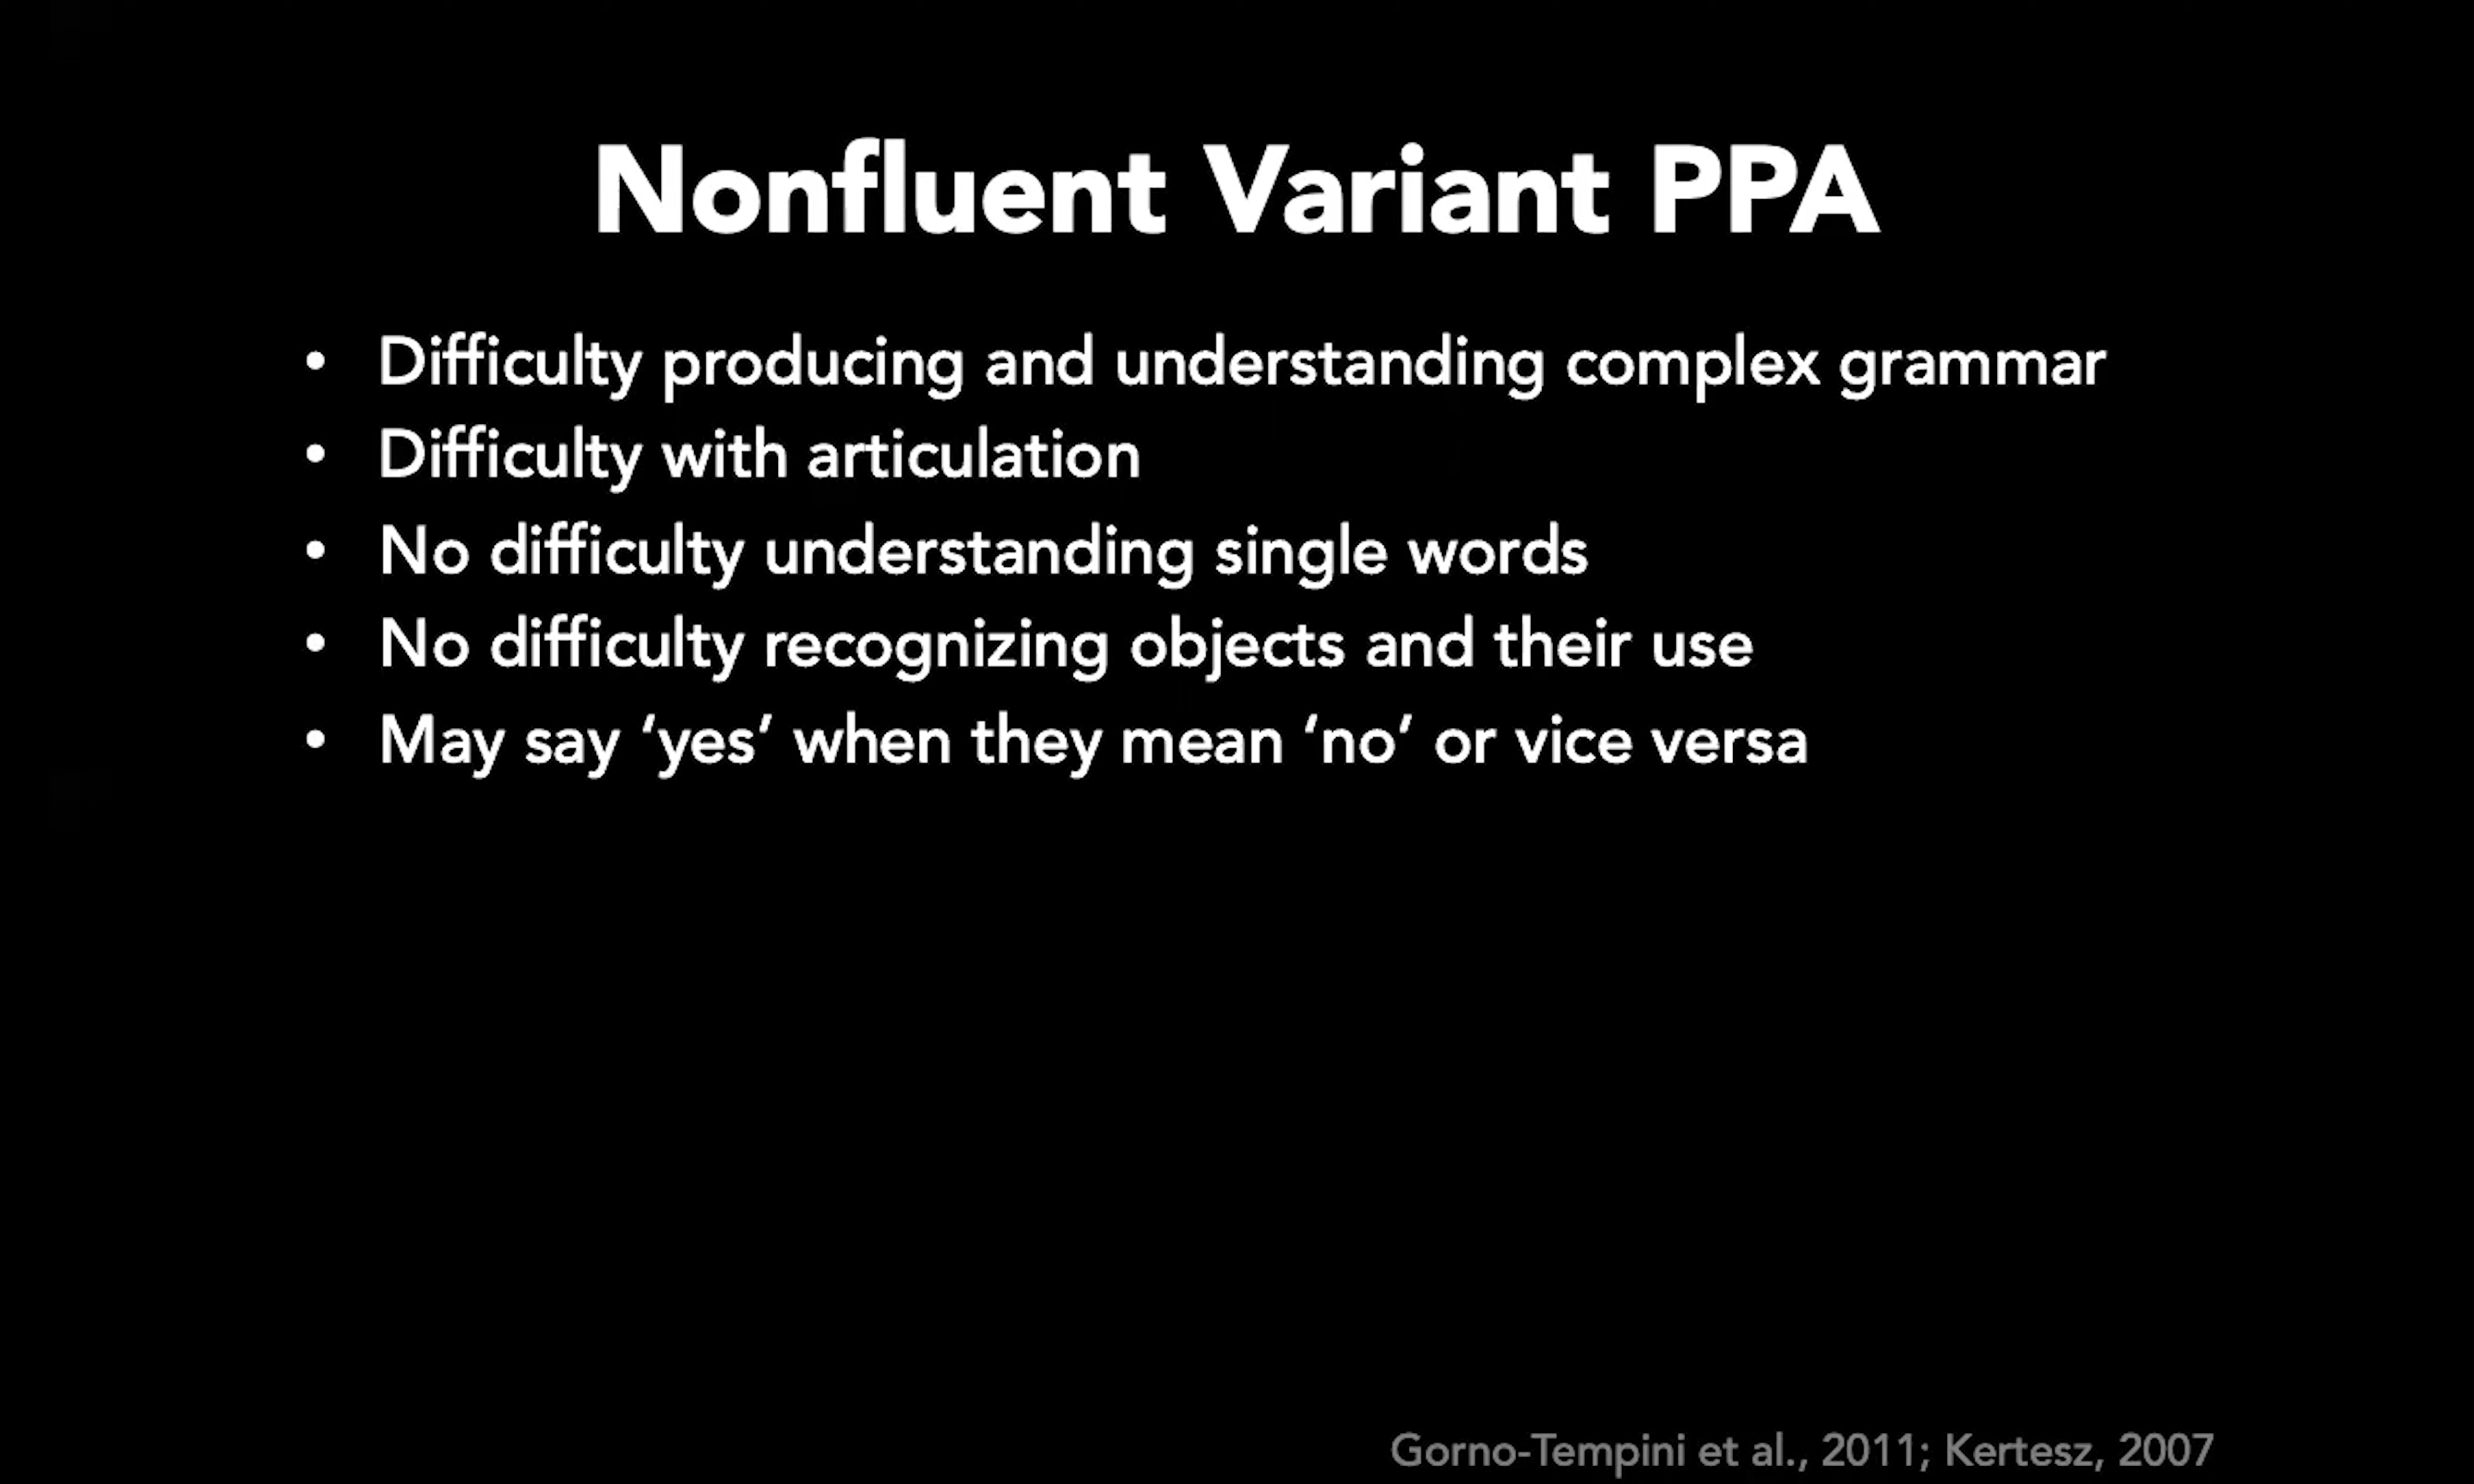 Nonfluent Variant PPA
• Difficulty producing and understanding complex grammar
• Difficulty with articulation
• No difficulty understanding single words
• No difficulty recognizing objects and their use
• May say ‘yes’ when they mean ‘no’ or vice versa
Gorno-Tempini et al., 2011; Kertesz, 2007